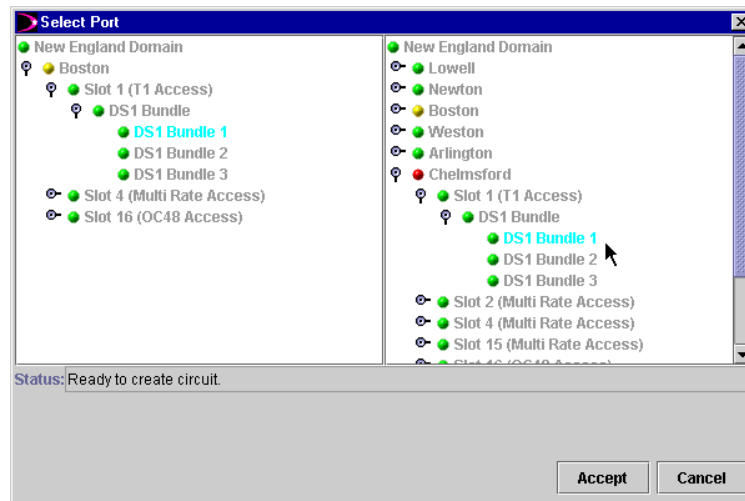 Select Port
New England Domain
Boston
Slot 1 (T1 Access)
DS1 Bundle
DS1 Bundle 1
DS1 Bundle 2
DS1 Bundle 3
Slot 4 (Multi Rate Access)
Slot 16 (OC48 Access)
New England Domain
Lowell
Newton
Boston
Weston
Arlington
Chelmsford
Slot 1 (T1 Access)
DS1 Bundle
DS1 Bundle 1
DS1 Bundle 2
DS1 Bundle 3
Slot 2 (Multi Rate Access)
Slot 4 (Multi Rate Access)
Slot 15 (Multi Rate Access)
Slot 16 (OC48 Access)
Status: Ready to create circuit.
Accept
Cancel